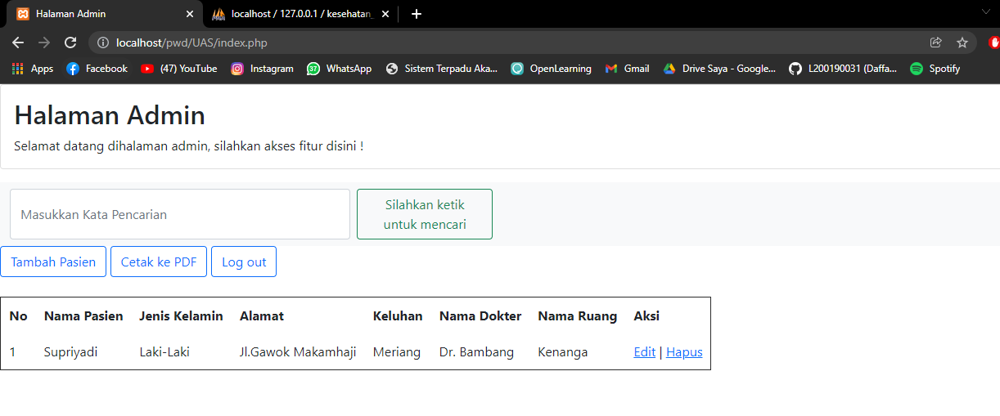 Halaman Admin
localhost / 127.0.0.1 / kesehatan_
localhost/pwd/UAS/index.php
Apps
Facebook
(47) YouTube
Instagram
37
WhatsApp
Sistem Terpadu Aka...
OpenLearning
Gmail
Drive Saya - Google...
L200190031 (Daffa...
Spotify
Halaman Admin
Selamat datang dihalaman admin, silahkan akses fitur disini !
Masukkan Kata Pencarian
Silahkan ketik
untuk mencari
Tambah Pasien Cetak ke PDF Log out
No Nama Pasien Jenis Kelamin Alamat Keluhan Nama Dokter Nama Ruang Aksi
1 Supriyadi Laki-Laki Jl.Gawok Makamhaji Meriang Dr. Bambang Kenanga Edit | Hapus